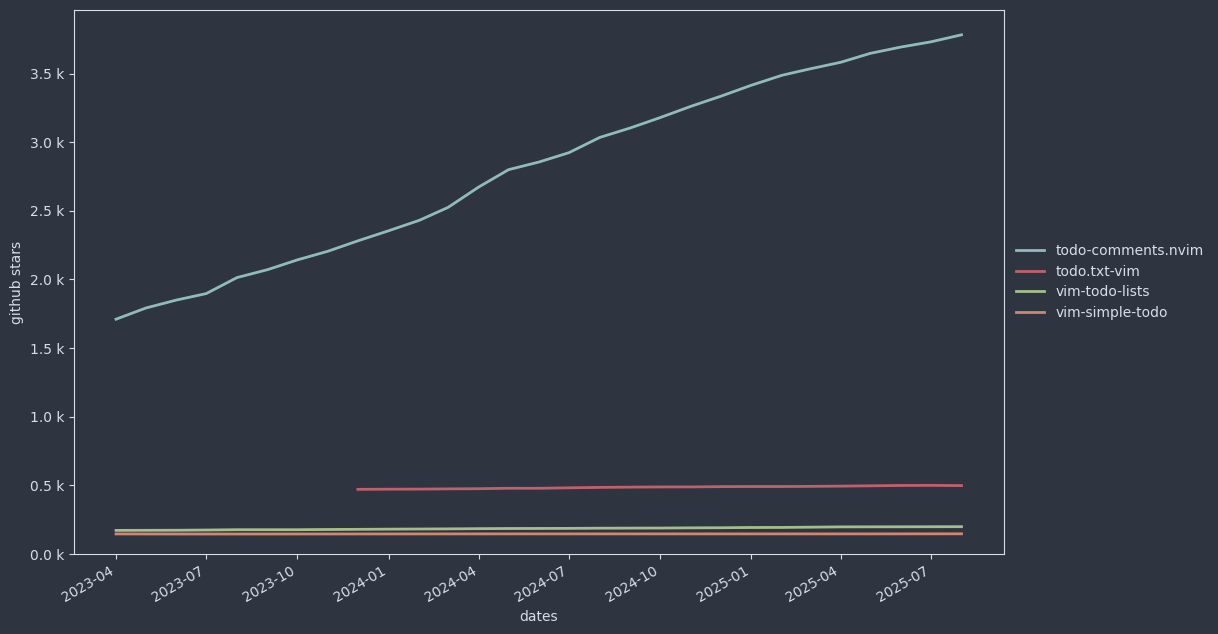 3.5 k
3.0 k
2.5 k
2.0 k
1.5 k
1.0 k
0.5 k
0.0 k
github stars
2023-04
2023-07
2023-10
2024-01
2024-04
2024-07
2024-10
2025-01
2025-04
2025-07
dates
todo-comments.nvim
todo.txt-vim
vim-todo-lists
vim-simple-todo